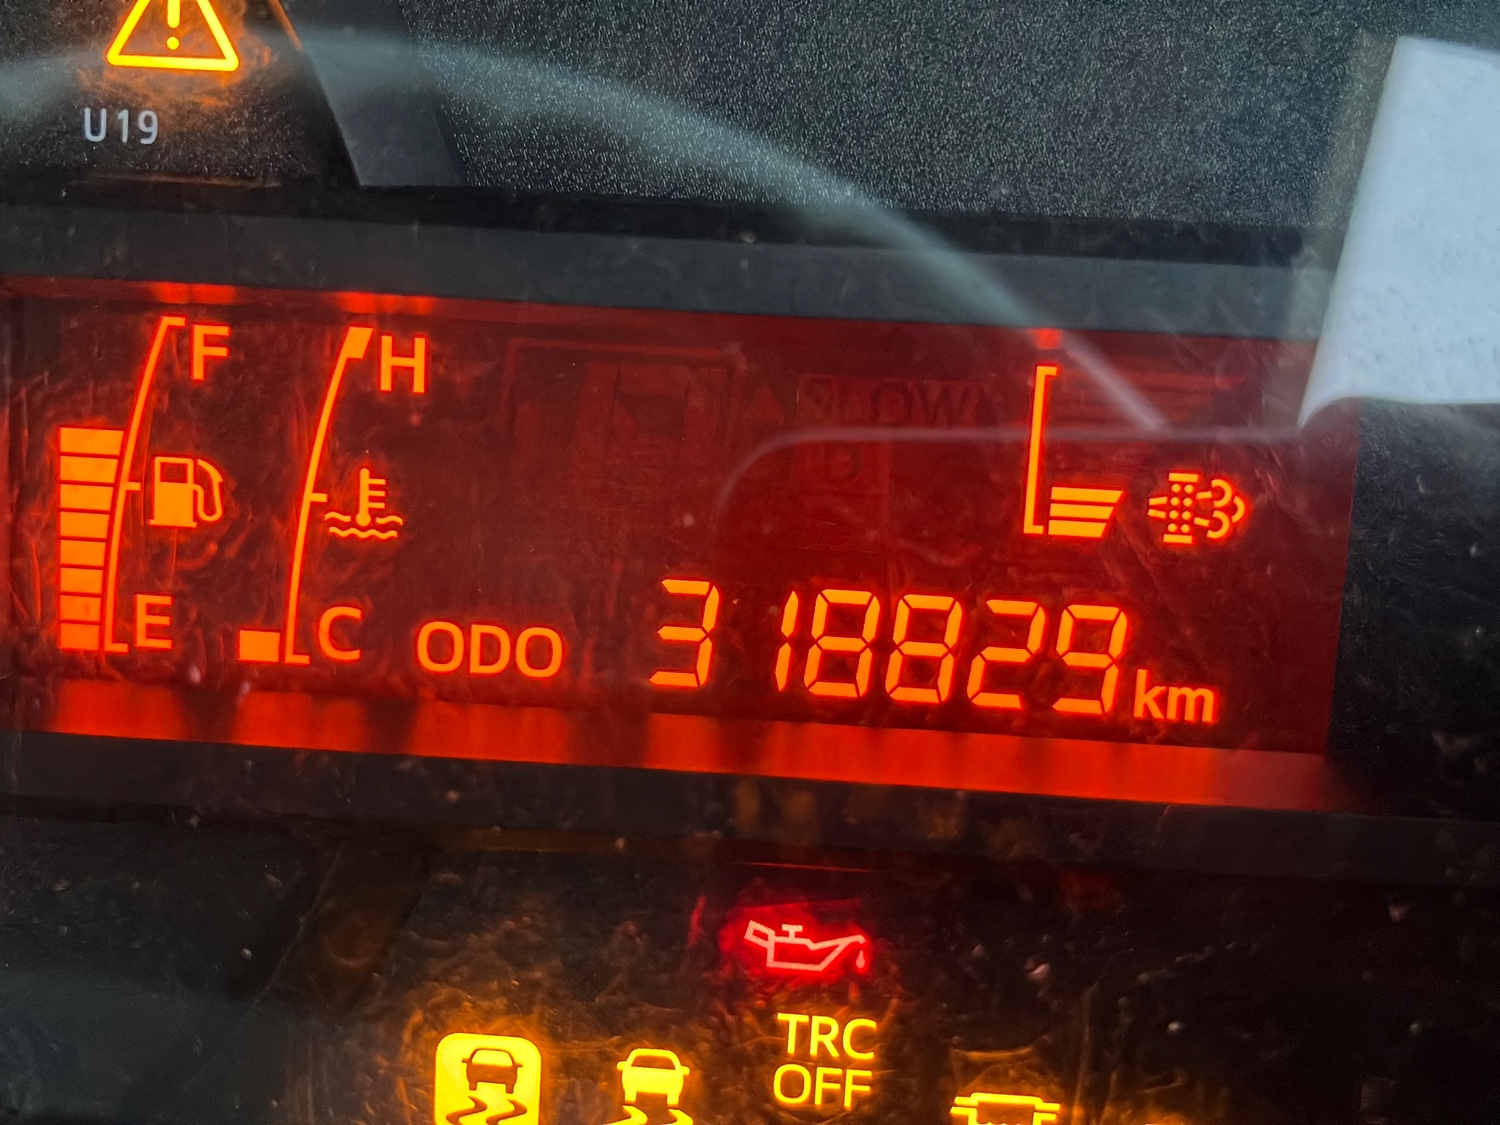 U19
F
H
E
C
ODO 318829 km
TRC
OFF